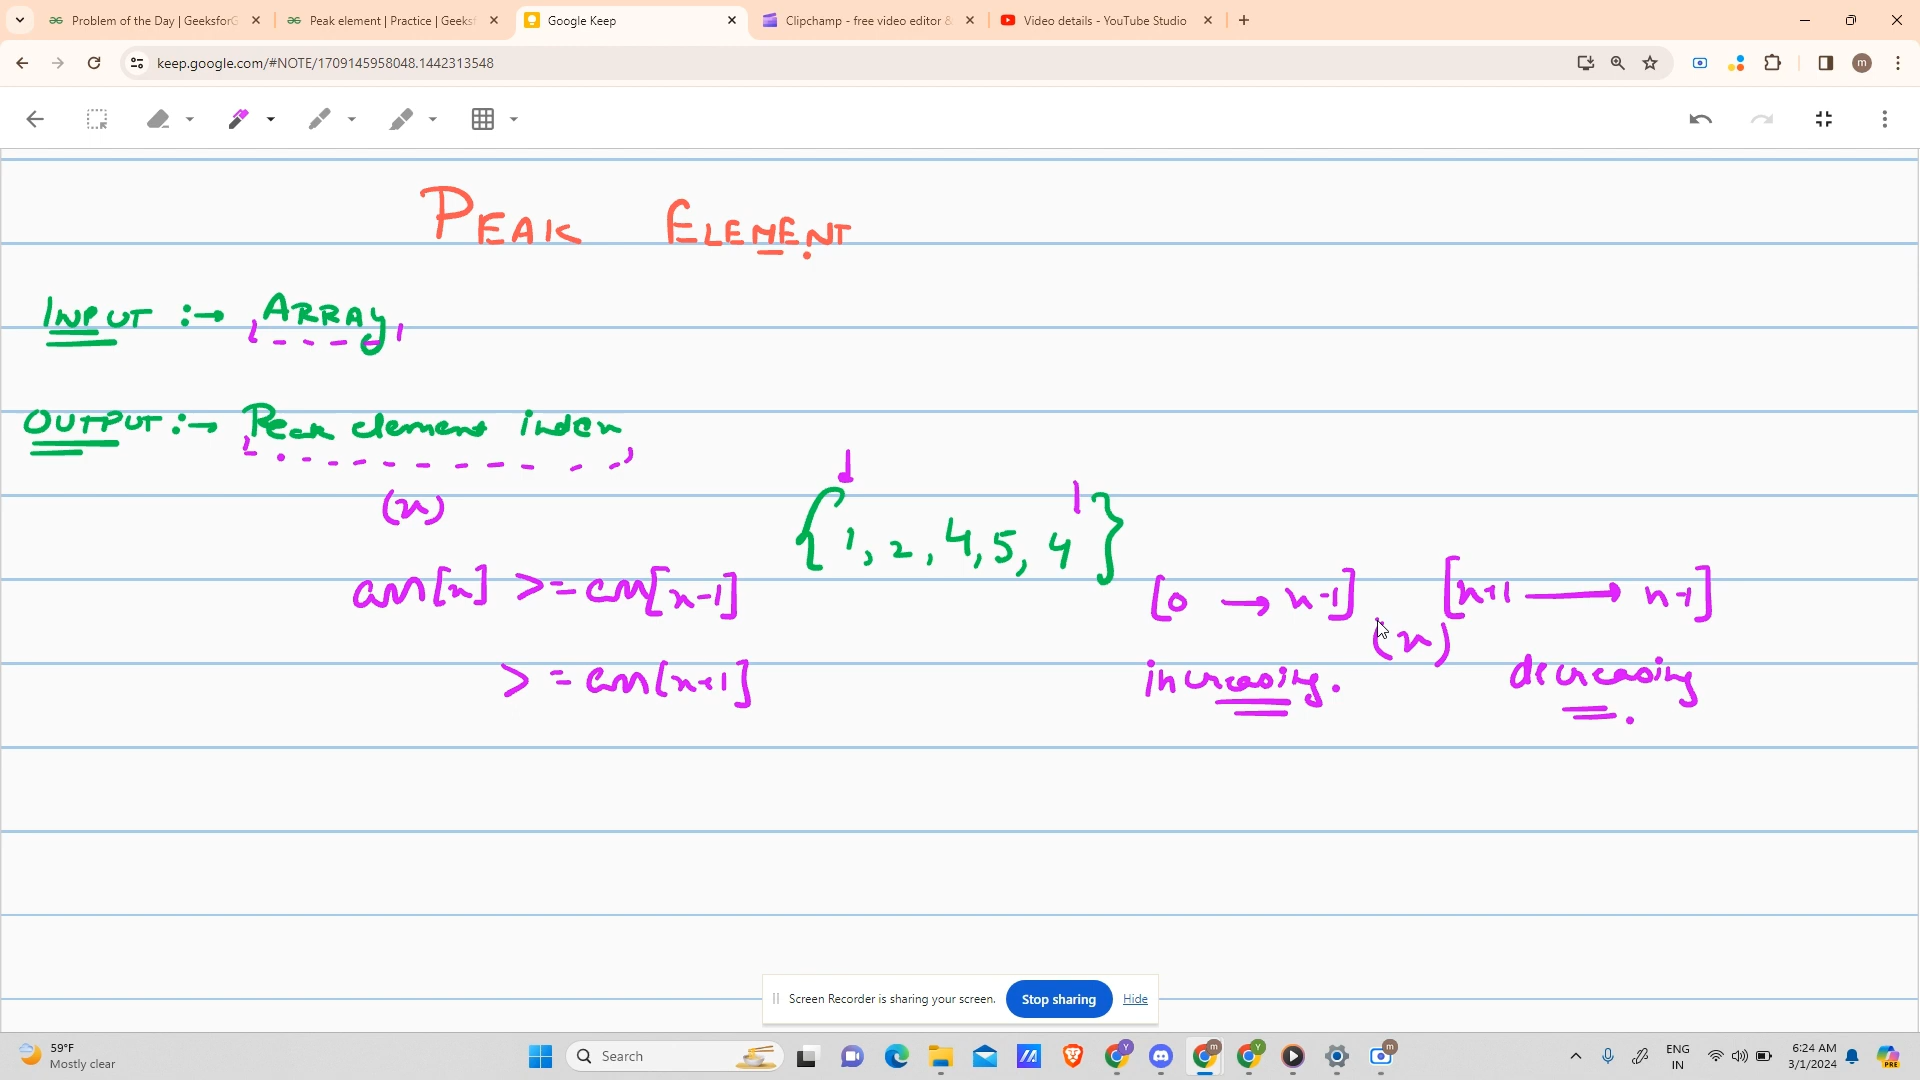 Problem of the Day | GeeksforG
Peak element | Practice | Geeksf
Google Keep
Clipchamp - free video editor &
Video details - YouTube Studio
keep.google.com/#NOTE/1709145958048.1442313548
m
PEAK ELEMENT
INPUT :→ ARRAY
OUTPUT :→ Peak element index
(x)
{1, 2, 4, 5, 4}
arr[x] >= arr[x-1]
[0 → x-1] [x+1 → n-1]
(x)
>= arr[x+1]
increasing. decreasing
Screen Recorder is sharing your screen. Stop sharing Hide
59°F
Mostly clear
Search
ENG
IN
6:24 AM
3/1/2024